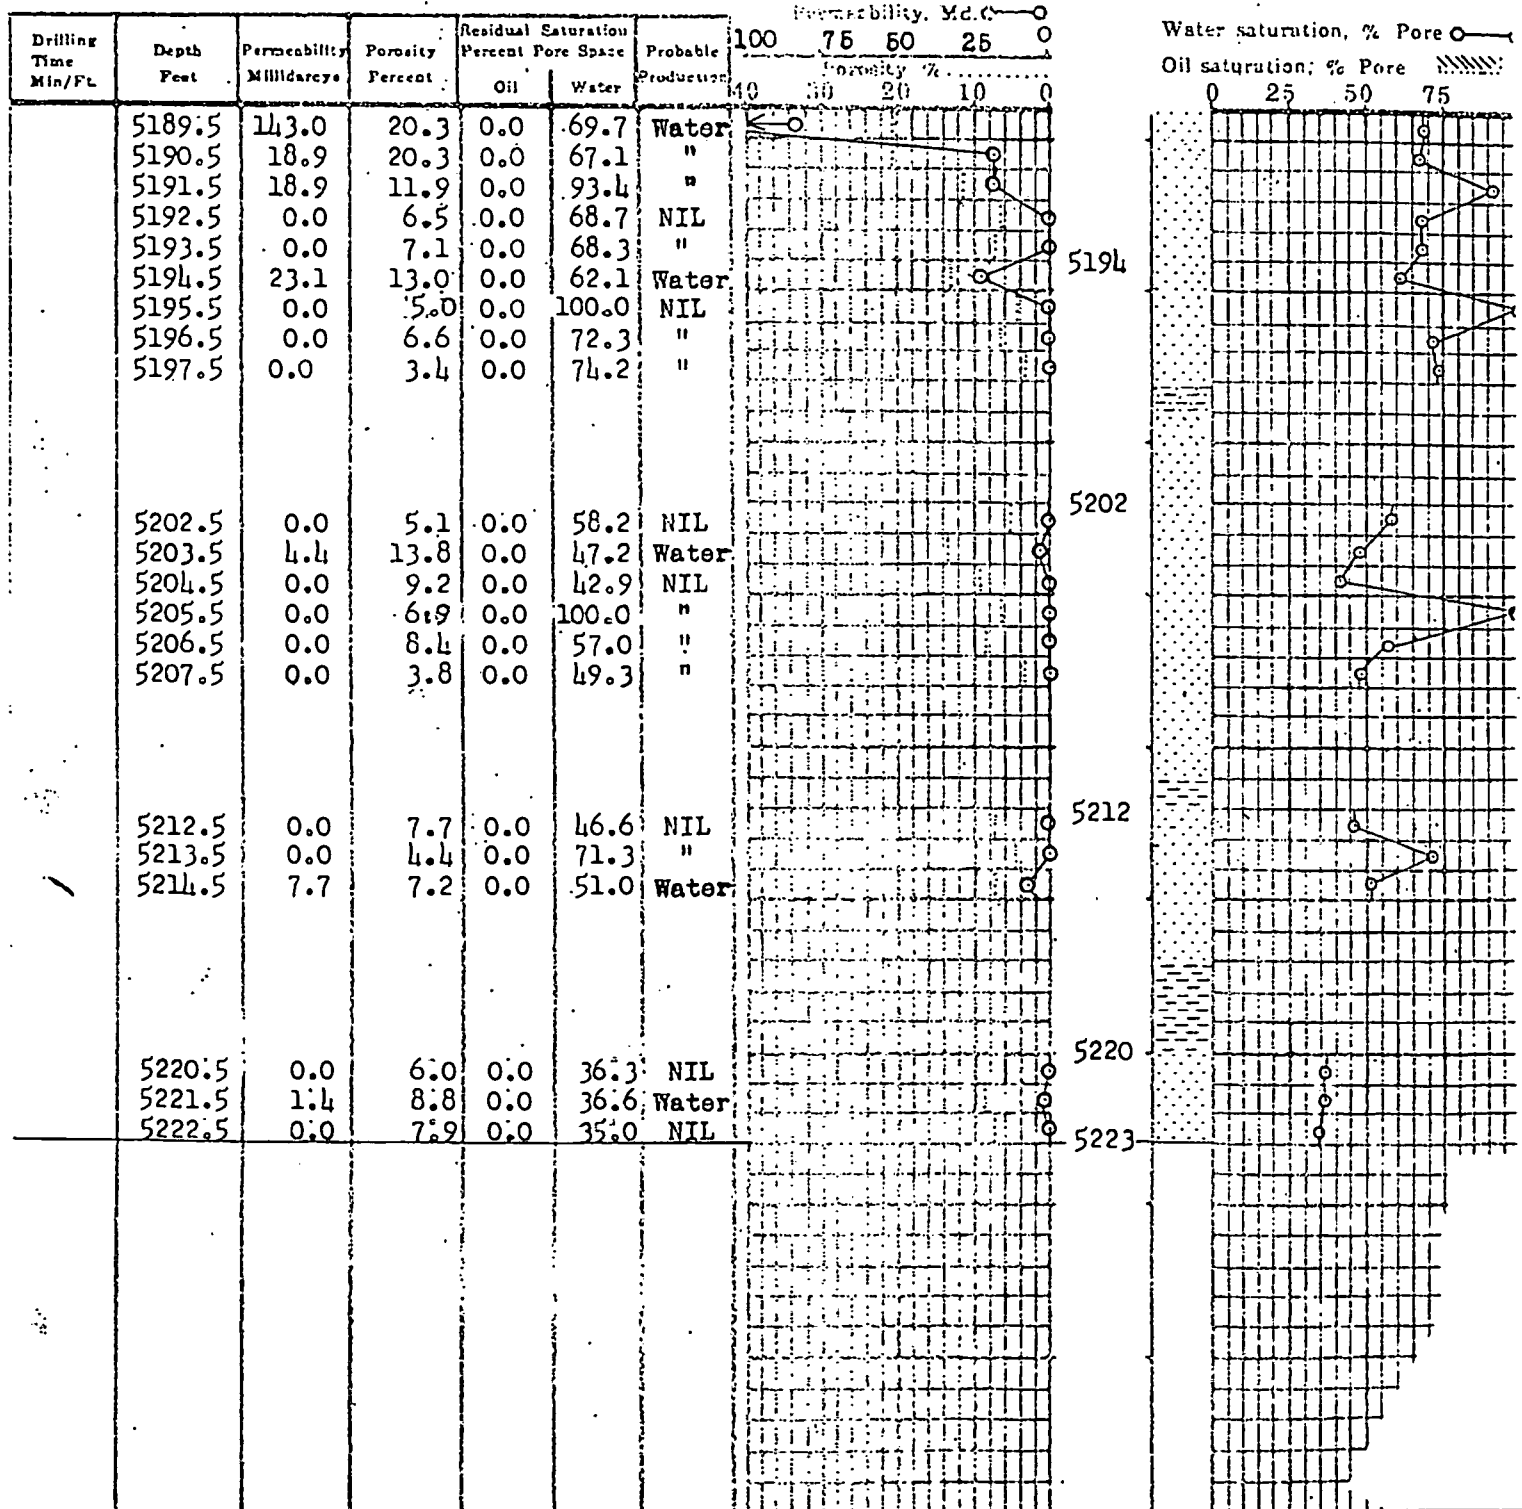 Drilling Time Min/Ft.
Depth Feet
Permeability Millidarcys
Porosity Percent
Residual Saturation Percent Pore Space
Oil Water
Probable Production
Permeability, Md. O
100 75 50 25 0
Porosity %
40 30 20 10 0
Water saturation, % Pore O
Oil saturation; % Pore
0 25 50 75
5189.5 143.0 20.3 0.0 69.7 Water
5190.5 18.9 20.3 0.0 67.1 "
5191.5 18.9 11.9 0.0 93.4 "
5192.5 0.0 6.5 0.0 68.7 NIL
5193.5 0.0 7.1 0.0 68.3 "
5194
5194.5 23.1 13.0 0.0 62.1 Water
5195.5 0.0 5.0 0.0 100.0 NIL
5196.5 0.0 6.6 0.0 72.3 "
5197.5 0.0 3.4 0.0 74.2 "
5202
5202.5 0.0 5.1 0.0 58.2 NIL
5203.5 4.4 13.8 0.0 47.2 Water
5204.5 0.0 9.2 0.0 42.9 NIL
5205.5 0.0 6.9 0.0 100.0 "
5206.5 0.0 8.4 0.0 57.0 "
5207.5 0.0 3.8 0.0 49.3 "
5212
5212.5 0.0 7.7 0.0 46.6 NIL
5213.5 0.0 4.4 0.0 71.3 "
5214.5 7.7 7.2 0.0 51.0 Water
5220
5220.5 0.0 6.0 0.0 36.3 NIL
5221.5 1.4 8.8 0.0 36.6 Water
5222.5 0.0 7.9 0.0 35.0 NIL
5223